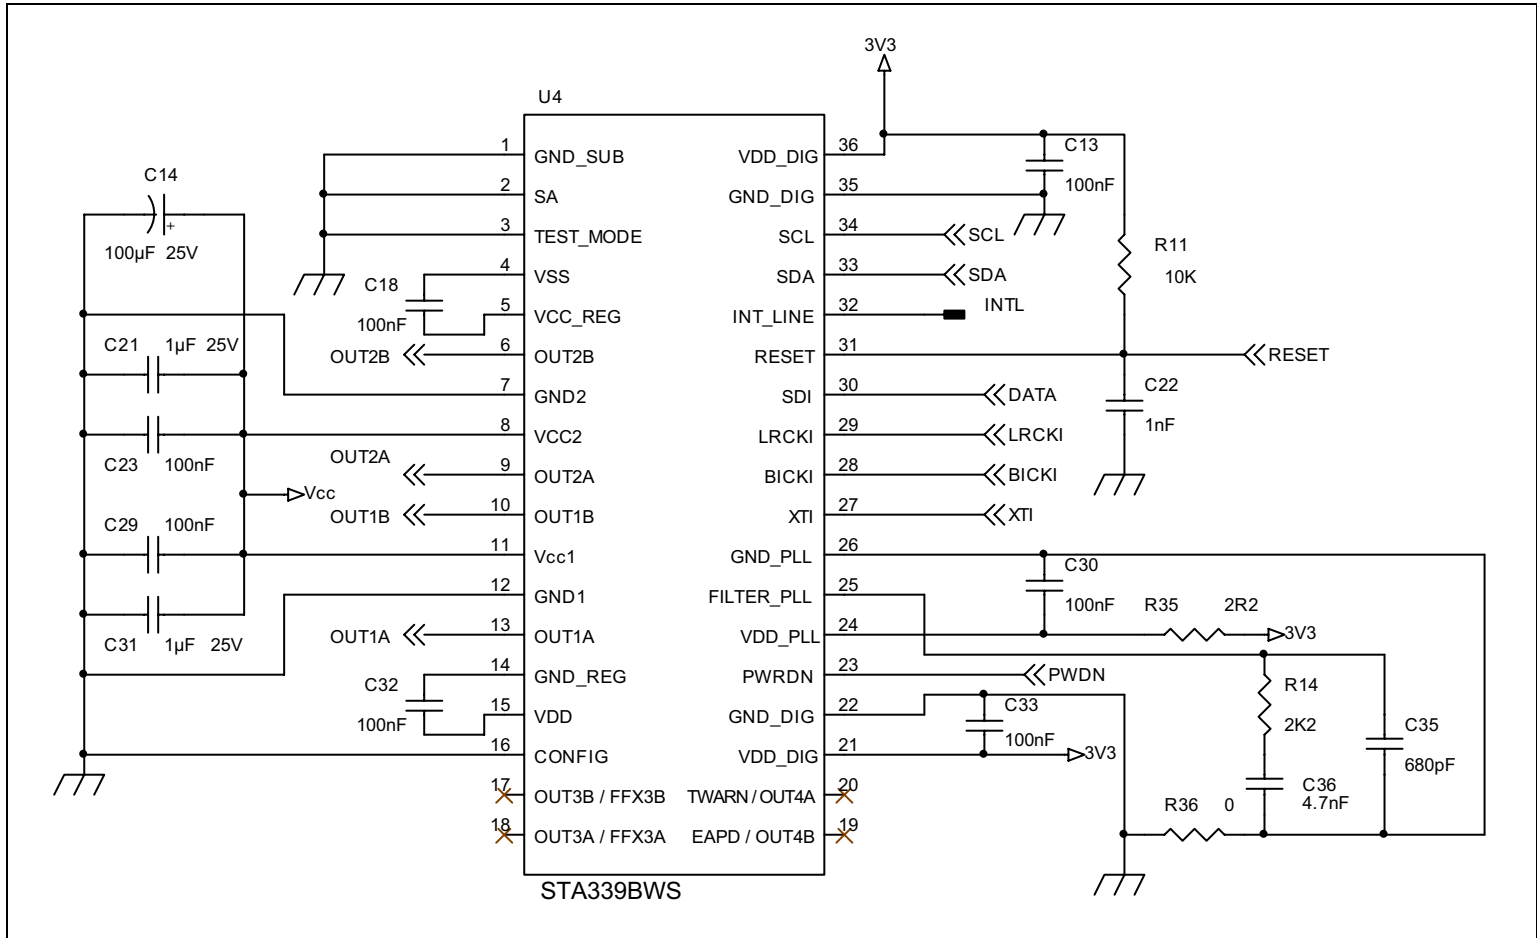 3V3
U4
1 GND_SUB
2 SA
3 TEST_MODE
4 VSS
5 VCC_REG
6 OUT2B
7 GND2
8 VCC2
9 OUT2A
10 OUT1B
11 Vcc1
12 GND1
13 OUT1A
14 GND_REG
15 VDD
16 CONFIG
17 OUT3B / FFX3B
18 OUT3A / FFX3A
VDD_DIG 36
GND_DIG 35
SCL 34
SDA 33
INT_LINE 32
RESET 31
SDI 30
LRCKI 29
BICKI 28
XTI 27
GND_PLL 26
FILTER_PLL 25
VDD_PLL 24
PWRDN 23
GND_DIG 22
VDD_DIG 21
TWARN / OUT4A 20
EAPD / OUT4B 19
STA339BWS
C14
+
100µF 25V
C18
100nF
OUT2B
C21 1µF 25V
C23 100nF
OUT2A
Vcc
OUT1B
C29 100nF
C31 1µF 25V
OUT1A
C32
100nF
C13
100nF
SCL
SDA
INTL
R11
10K
RESET
C22
1nF
DATA
LRCKI
BICKI
XTI
C30
100nF
R35 2R2
3V3
PWDN
R14
2K2
C33
100nF
3V3
C35
680pF
C36
4.7nF
R36 0